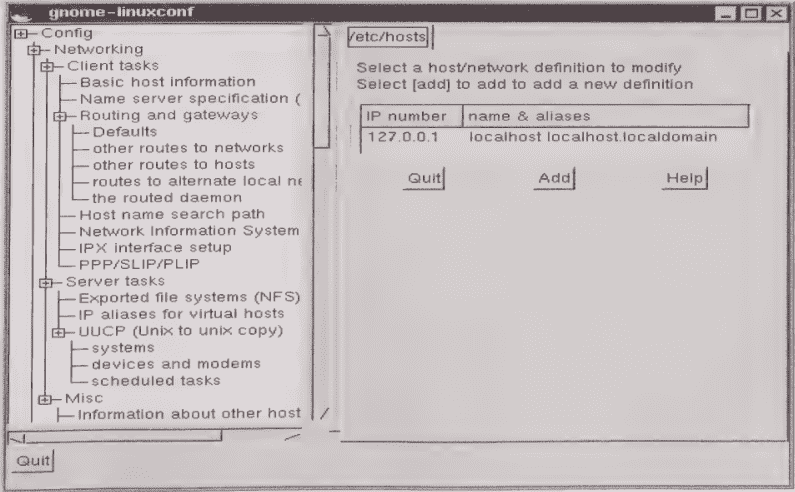 gnome-linuxconf
Config
Networking
Client tasks
Basic host information
Name server specification (
Routing and gateways
Defaults
other routes to networks
other routes to hosts
routes to alternate local ne
the routed daemon
Host name search path
Network Information System
IPX interface setup
PPP/SLIP/PLIP
Server tasks
Exported file systems (NFS)
IP aliases for virtual hosts
UUCP (Unix to unix copy)
systems
devices and modems
scheduled tasks
Misc
Information about other host
Quit
/etc/hosts
Select a host/network definition to modify
Select [add] to add to add a new definition
IP number name & aliases
127.0.0.1 localhost localhost.localdomain
Quit Add Help